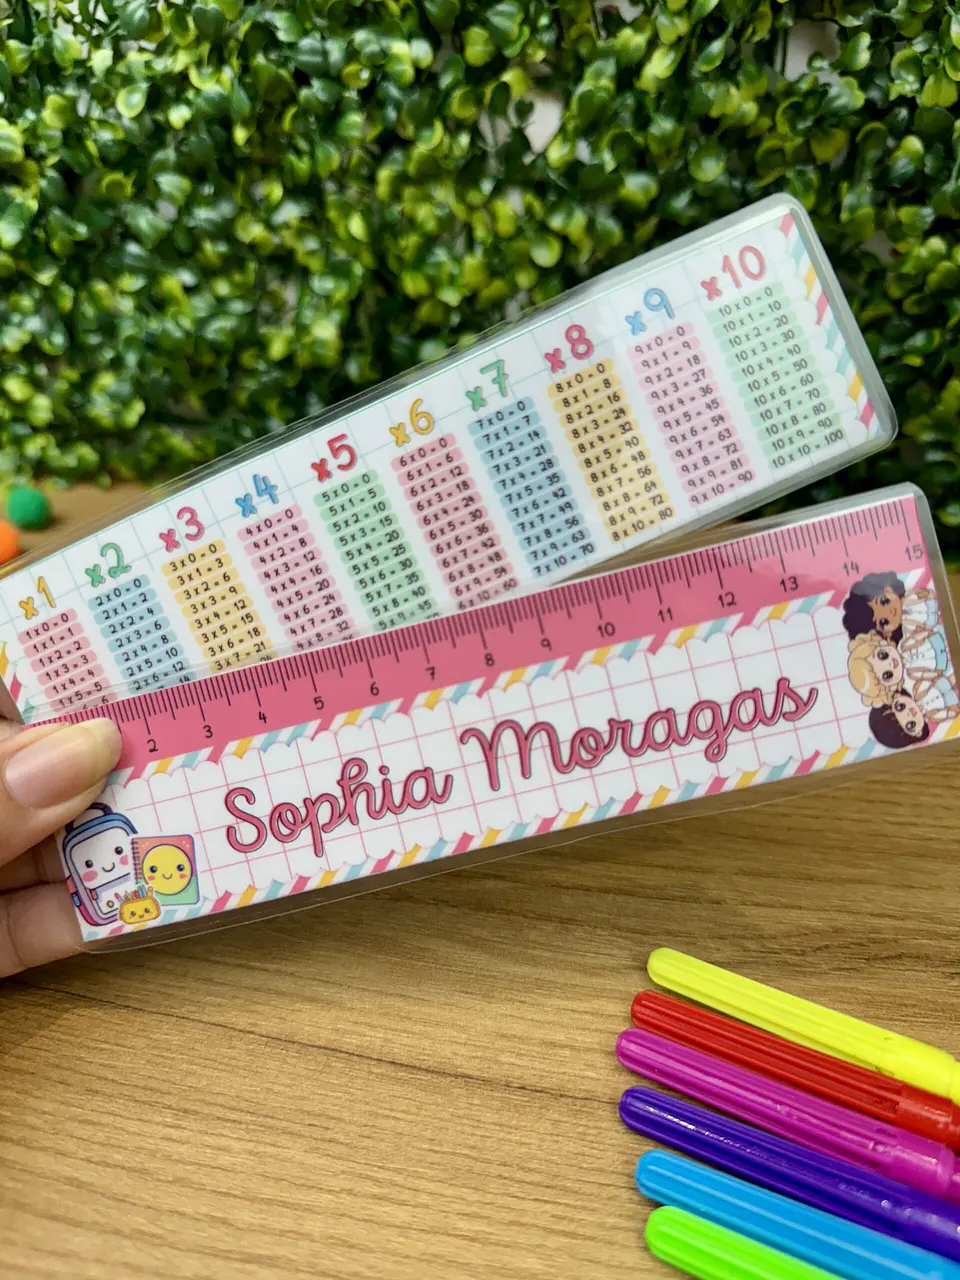 x1
1 x 0 = 0
1 x 1 = 1
1 x 2 = 2
1 x 3 = 3
1 x 4 = 4
1 x 5 = 5
x2
2 x 0 = 0
2 x 1 = 2
2 x 2 = 4
2 x 3 = 6
2 x 4 = 8
2 x 5 = 10
2 x 6 = 12
14
x3
3 x 0 = 0
3 x 1 = 3
3 x 2 = 6
3 x 3 = 9
3 x 4 = 12
3 x 5 = 15
3 x 6 = 18
3 x 7 = 21
24
x4
4 x 0 = 0
4 x 1 = 4
4 x 2 = 8
4 x 3 = 12
4 x 4 = 16
4 x 5 = 20
4 x 6 = 24
4 x 7 = 28
4 x 8 = 32
x5
5 x 0 = 0
5 x 1 = 5
5 x 2 = 10
5 x 3 = 15
5 x 4 = 20
5 x 5 = 25
5 x 6 = 30
5 x 7 = 35
5 x 8 = 40
45
x6
6 x 0 = 0
6 x 1 = 6
6 x 2 = 12
6 x 3 = 18
6 x 4 = 24
6 x 5 = 30
6 x 6 = 36
6 x 7 = 42
6 x 8 = 48
6 x 9 = 54
6 x 10 = 60
x7
7 x 0 = 0
7 x 1 = 7
7 x 2 = 14
7 x 3 = 21
7 x 4 = 28
7 x 5 = 35
7 x 6 = 42
7 x 7 = 49
7 x 8 = 56
7 x 9 = 63
7 x 10 = 70
x8
8 x 0 = 0
8 x 1 = 8
8 x 2 = 16
8 x 3 = 24
8 x 4 = 32
8 x 5 = 40
8 x 6 = 48
8 x 7 = 56
8 x 8 = 64
8 x 9 = 72
8 x 10 = 80
x9
9 x 0 = 0
9 x 1 = 9
9 x 2 = 18
9 x 3 = 27
9 x 4 = 36
9 x 5 = 45
9 x 6 = 54
9 x 7 = 63
9 x 8 = 72
9 x 9 = 81
9 x 10 = 90
x10
10 x 0 = 0
10 x 1 = 10
10 x 2 = 20
10 x 3 = 30
10 x 4 = 40
10 x 5 = 50
10 x 6 = 60
10 x 7 = 70
10 x 8 = 80
10 x 9 = 90
10 x 10 = 100
2 3 4 5 6 7 8 9 10 11 12 13 14 15
Sophia Moragas